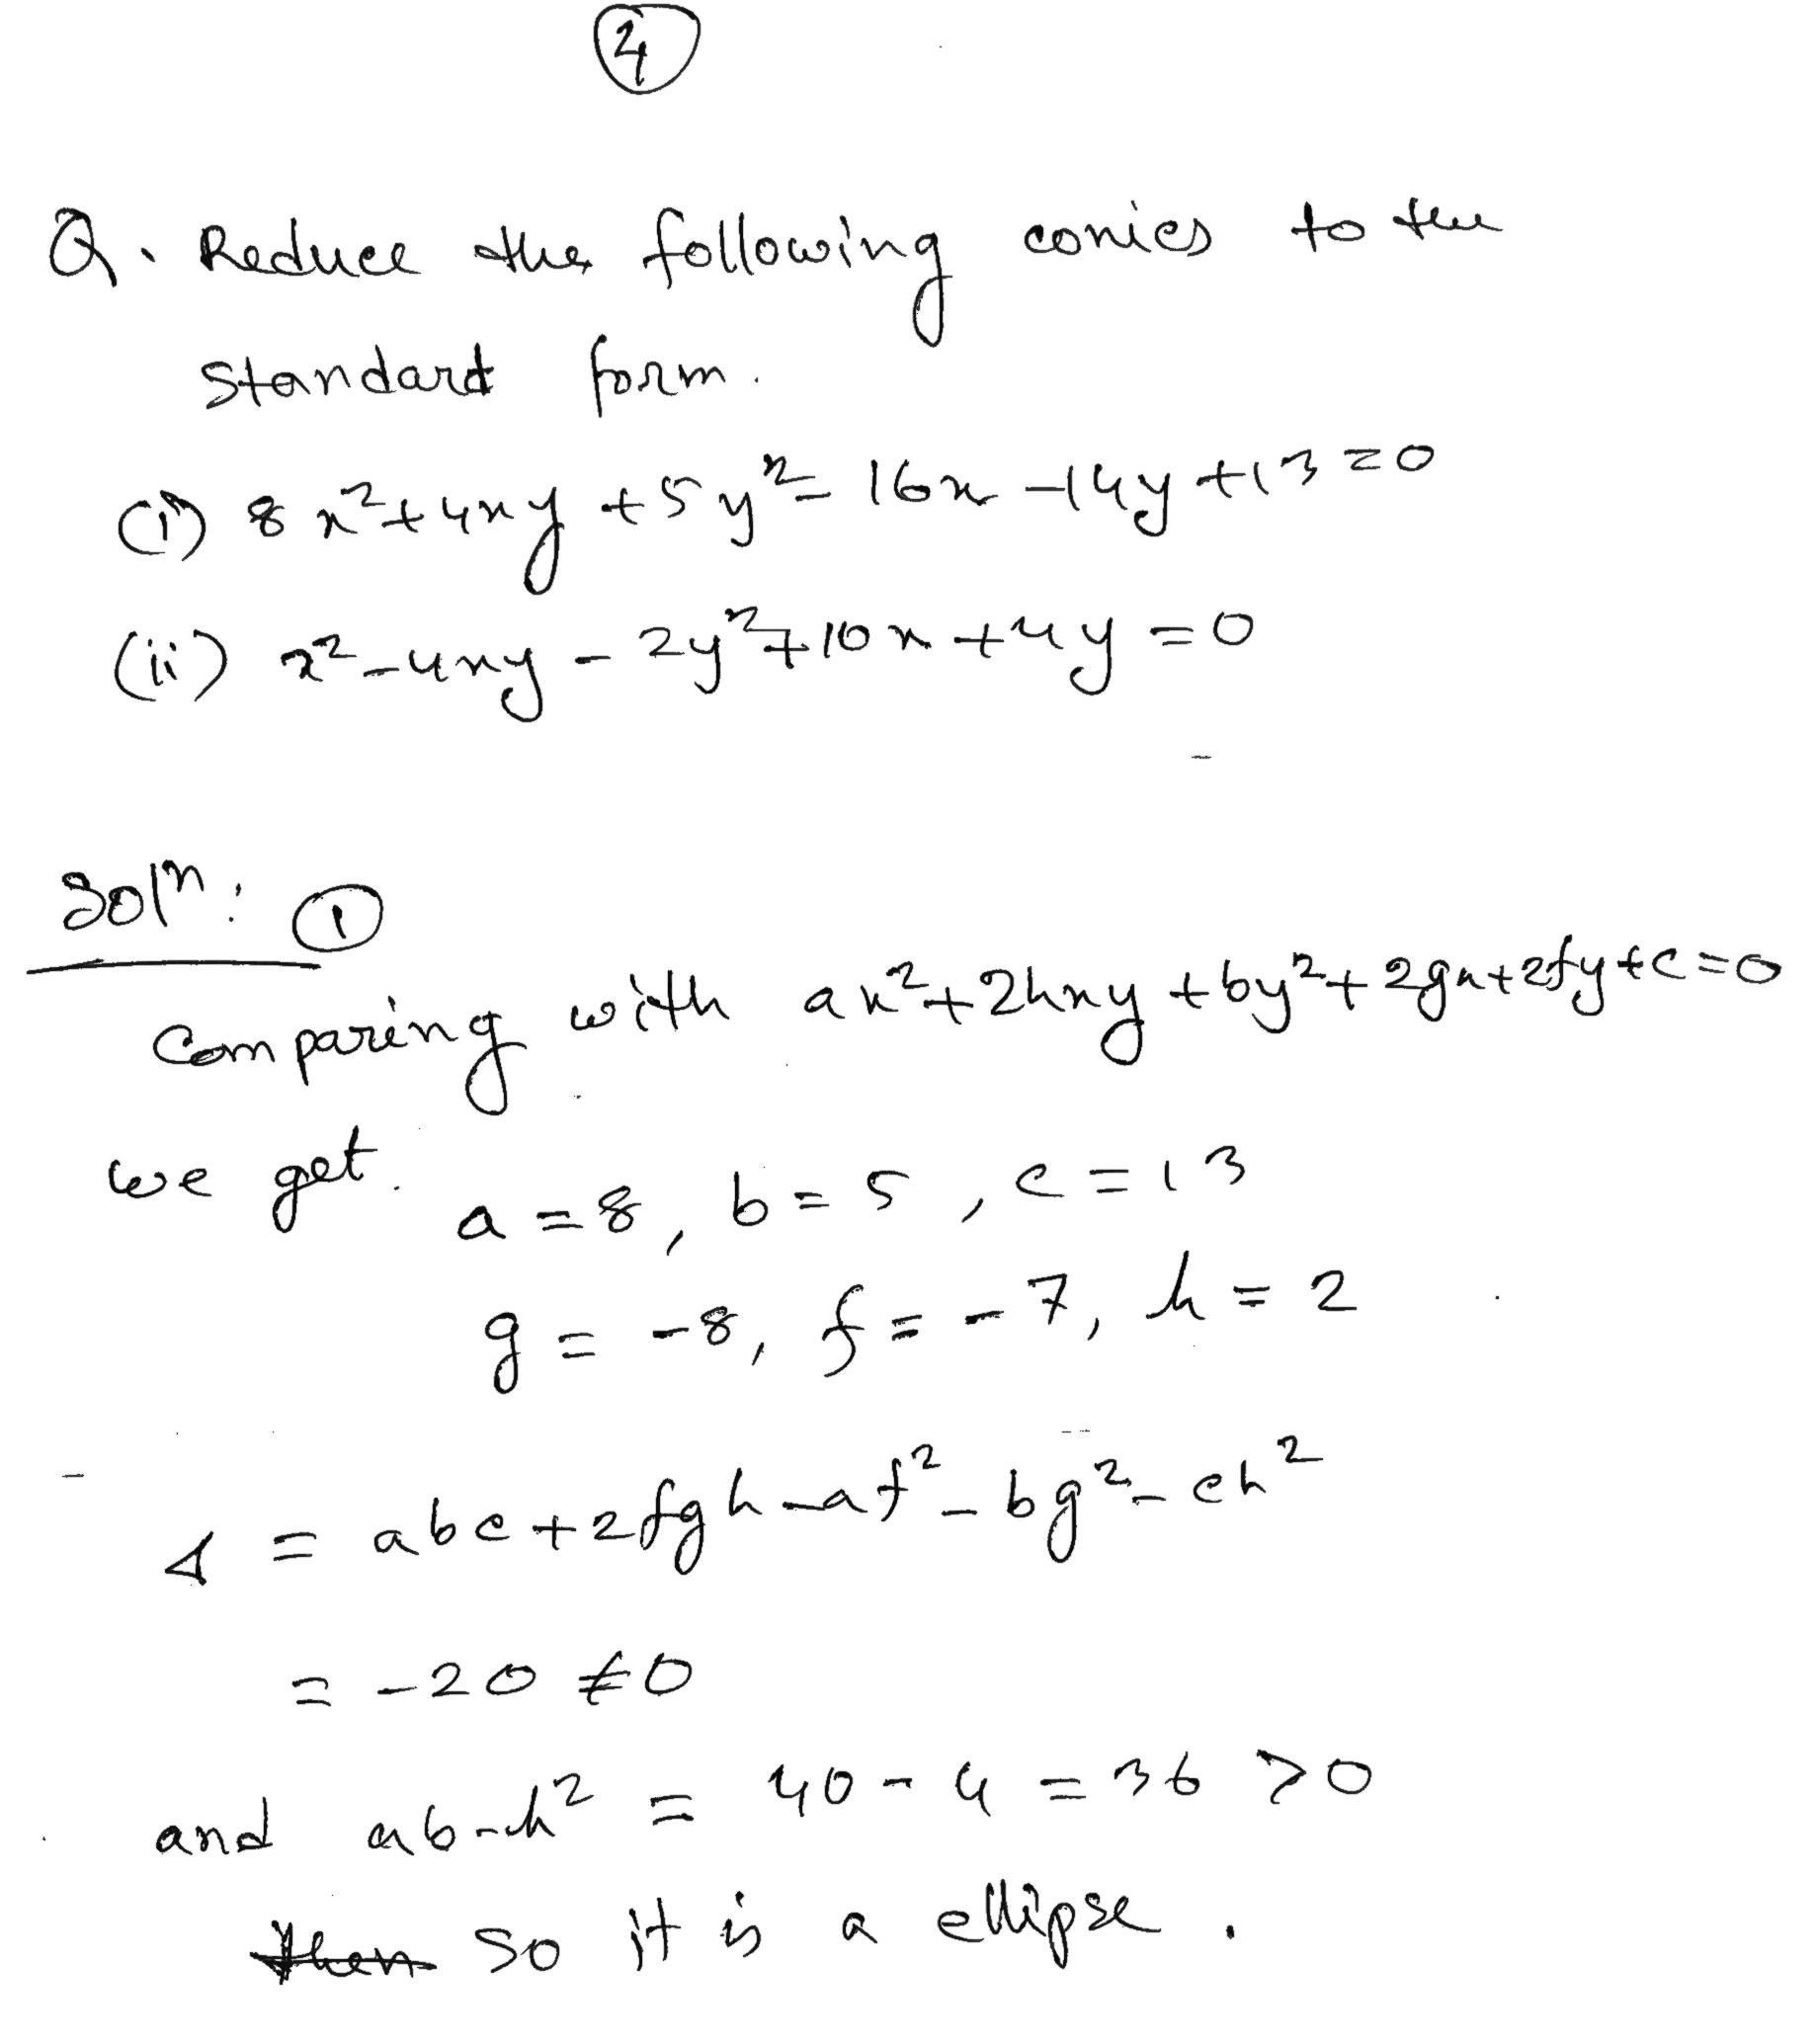 4
Q. Reduce the following conics to the
standard form.
(i) 8x²+4xy+5y²-16x-14y+13=0
(ii) x²-4xy-2y²+10x+4y=0
Solⁿ: ①
Comparing with ax²+2hxy+by²+2gx+2fy+c=0
we get. a=8, b=5, c=13
g=-8, f=-7, h=2
Δ = abc+2fgh-af²-bg²-ch²
= -20 ≠0
and ab-h² = 40-4 = 36 >0
then so it is a ellipse.